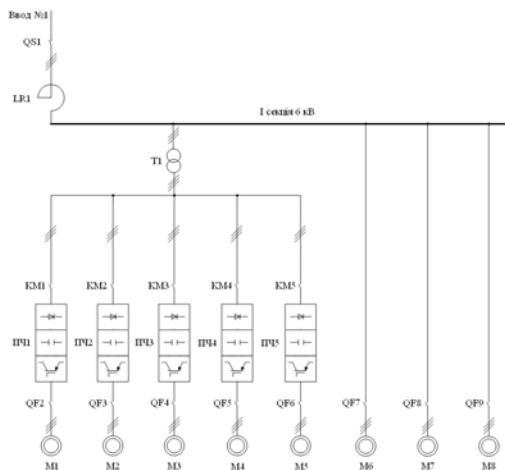 Ввод №1
QS1
LR1
І секція 6 кВ
T1
KM1 KM2 KM3 KM4 KM5
ПЧ1 ПЧ2 ПЧ3 ПЧ4 ПЧ5
QF2 QF3 QF4 QF5 QF6 QF7 QF8 QF9
M1 M2 M3 M4 M5 M6 M7 M8